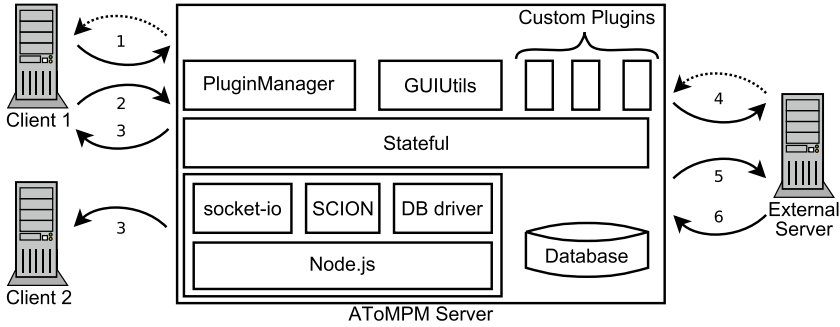 Custom Plugins
1
PluginManager
GUIUtils
4
2
Client 1
3
Stateful
5
socket-io
SCION
DB driver
3
6
External
Server
Database
Node.js
Client 2
AToMPM Server